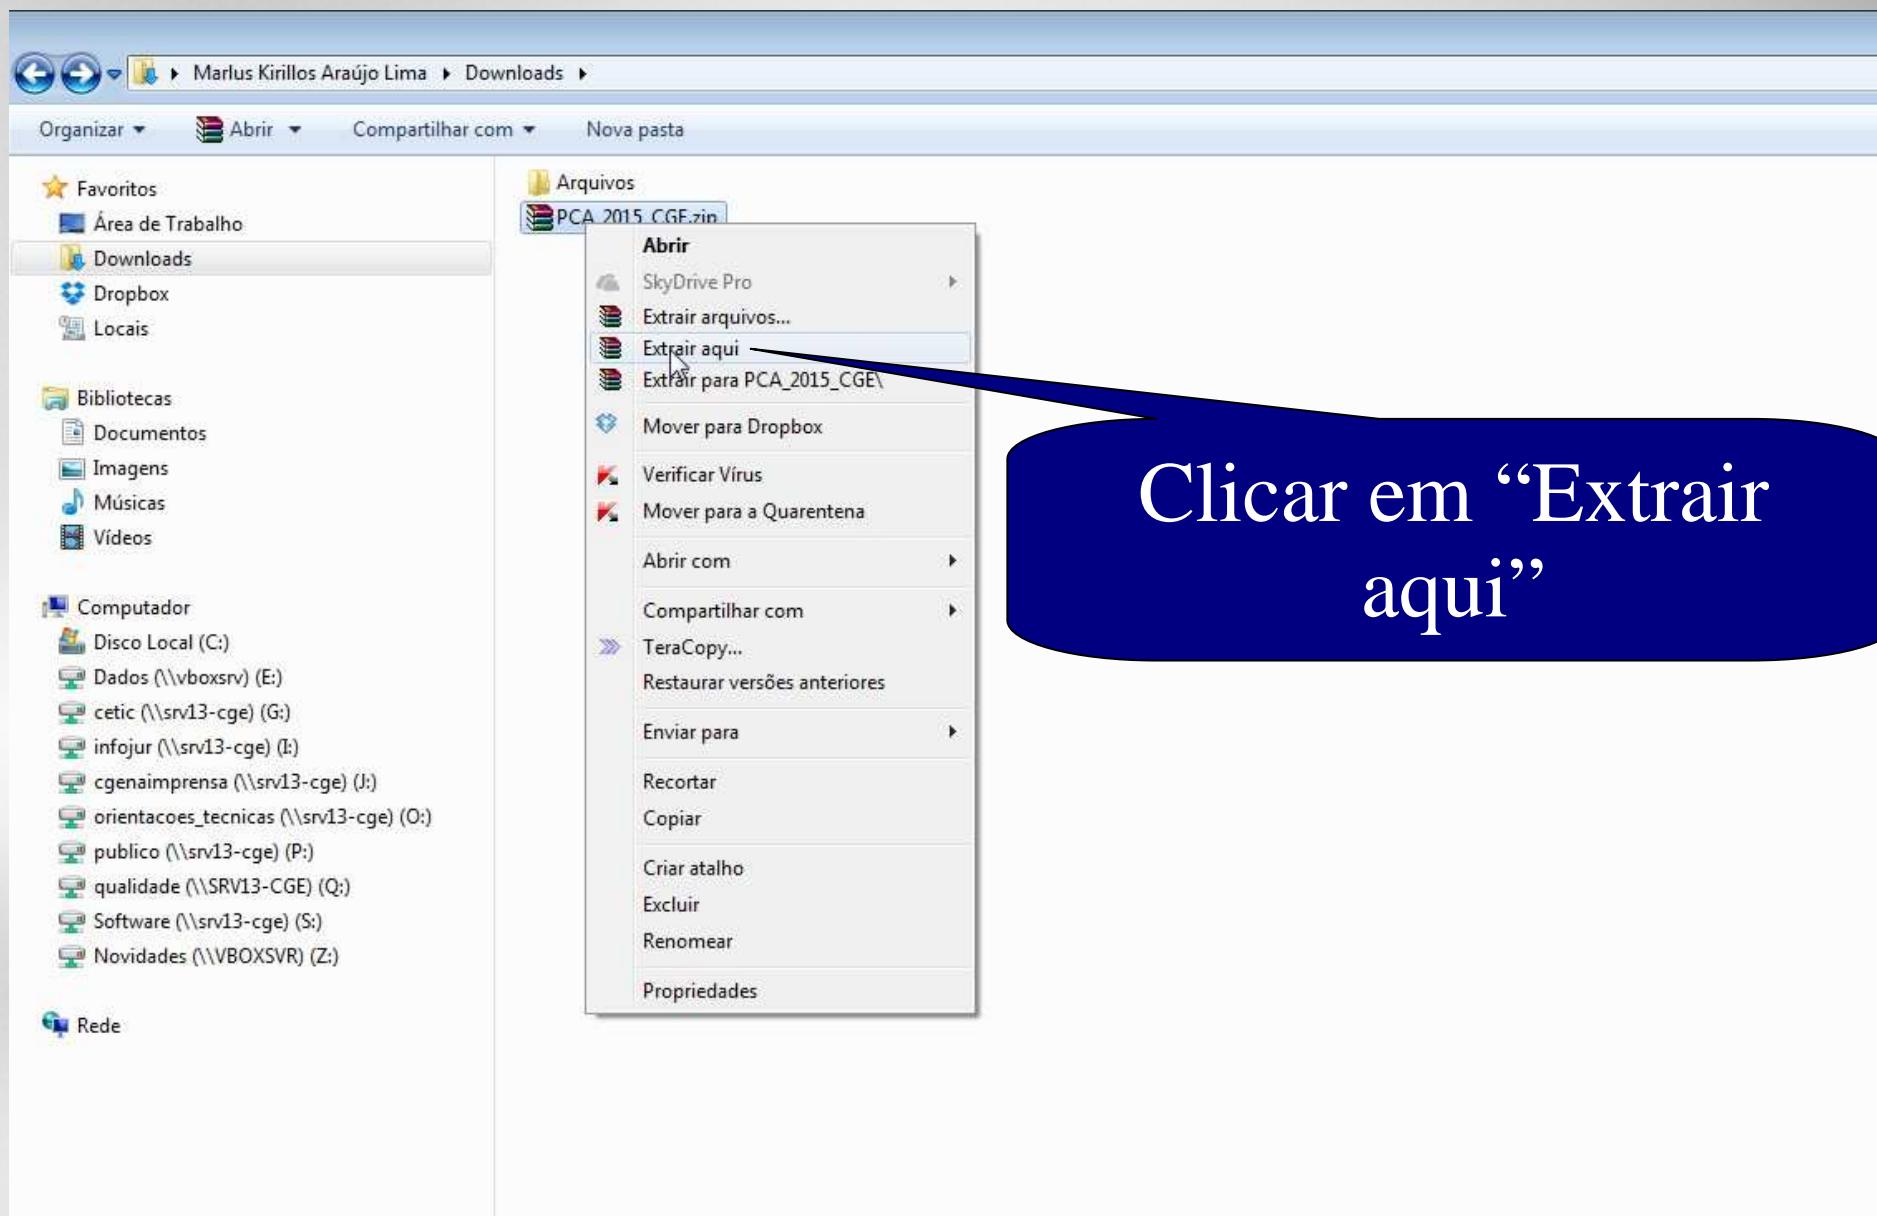 Marlus Kirillos Araújo Lima Downloads
Organizar Abrir Compartilhar com Nova pasta
Favoritos
Área de Trabalho
Downloads
Dropbox
Locais
Bibliotecas
Documentos
Imagens
Músicas
Vídeos
Computador
Disco Local (C:)
Dados (\\vboxsrv) (E:)
cetic (\\srv13-cge) (G:)
infojur (\\srv13-cge) (I:)
cgenaimprensa (\\srv13-cge) (J:)
orientacoes_tecnicas (\\srv13-cge) (O:)
publico (\\srv13-cge) (P:)
qualidade (\\SRV13-CGE) (Q:)
Software (\\srv13-cge) (S:)
Novidades (\\VBOXSVR) (Z:)
Rede
Arquivos
PCA_2015_CGE.zip
Abrir
SkyDrive Pro
Extrair arquivos...
Extrair aqui
Extrair para PCA_2015_CGE\
Mover para Dropbox
Verificar Vírus
Mover para a Quarentena
Abrir com
Compartilhar com
TeraCopy...
Restaurar versões anteriores
Enviar para
Recortar
Copiar
Criar atalho
Excluir
Renomear
Propriedades
Clicar em “Extrair
aqui”